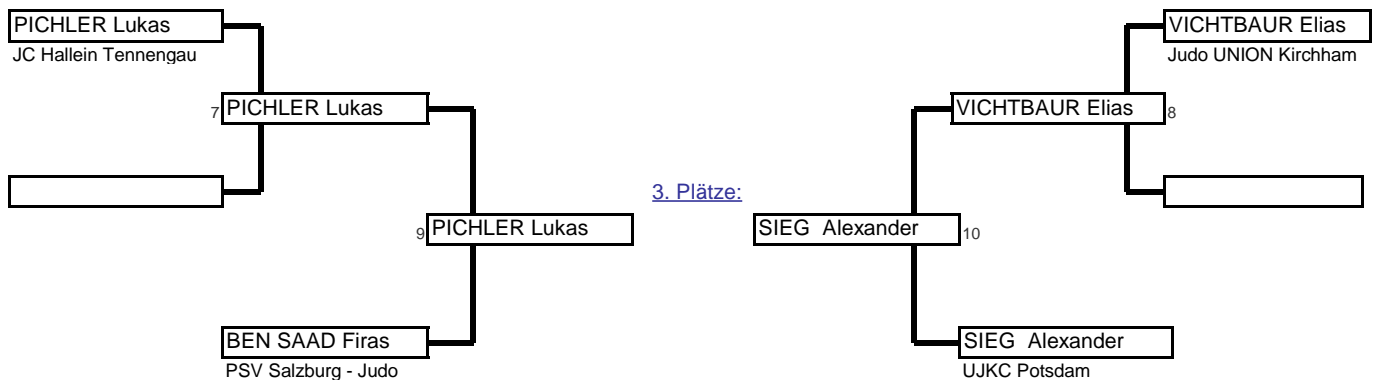 PICHLER Lukas
JC Hallein Tennengau
VICHTBAUR Elias
Judo UNION Kirchham
7 PICHLER Lukas
VICHTBAUR Elias 8
3. Plätze:
9 PICHLER Lukas
SIEG  Alexander 10
BEN SAAD Firas
PSV Salzburg - Judo
SIEG  Alexander
UJKC Potsdam